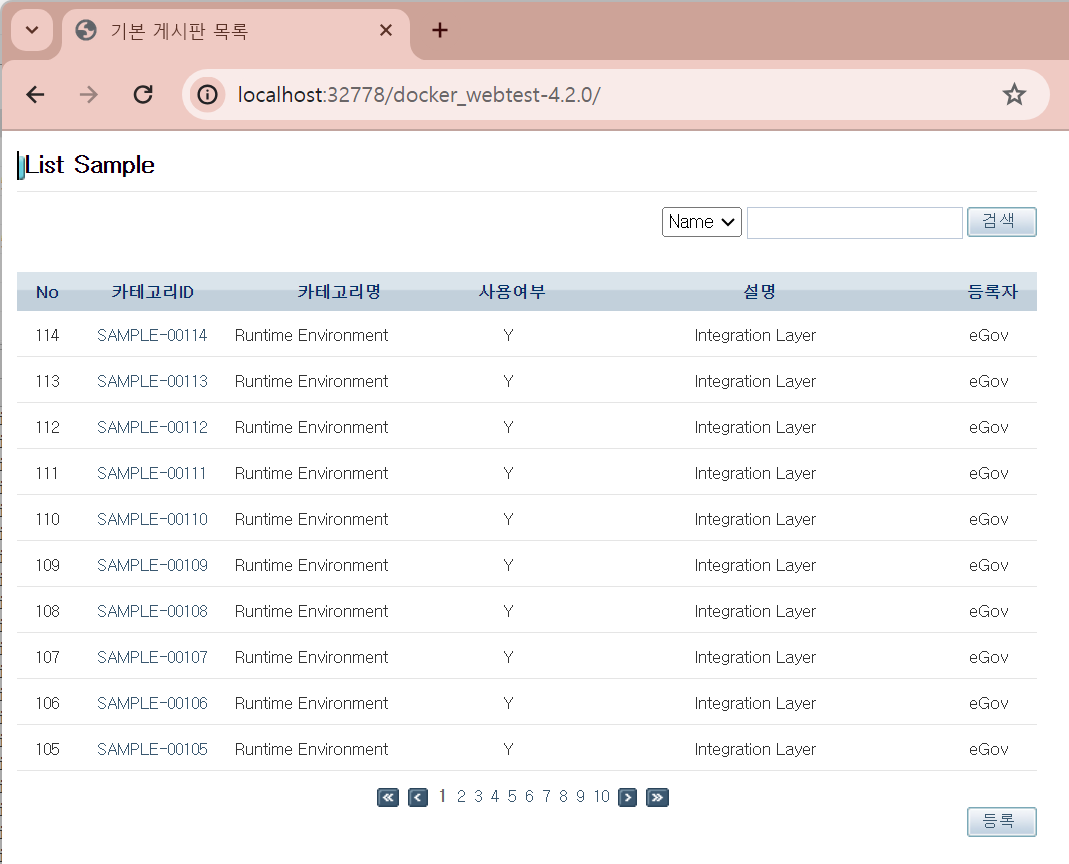 기본 게시판 목록
localhost:32778/docker_webtest-4.2.0/
List Sample
Name 검색
No 카테고리ID 카테고리명 사용여부 설명 등록자
114 SAMPLE-00114 Runtime Environment Y Integration Layer eGov
113 SAMPLE-00113 Runtime Environment Y Integration Layer eGov
112 SAMPLE-00112 Runtime Environment Y Integration Layer eGov
111 SAMPLE-00111 Runtime Environment Y Integration Layer eGov
110 SAMPLE-00110 Runtime Environment Y Integration Layer eGov
109 SAMPLE-00109 Runtime Environment Y Integration Layer eGov
108 SAMPLE-00108 Runtime Environment Y Integration Layer eGov
107 SAMPLE-00107 Runtime Environment Y Integration Layer eGov
106 SAMPLE-00106 Runtime Environment Y Integration Layer eGov
105 SAMPLE-00105 Runtime Environment Y Integration Layer eGov
1 2 3 4 5 6 7 8 9 10
등록